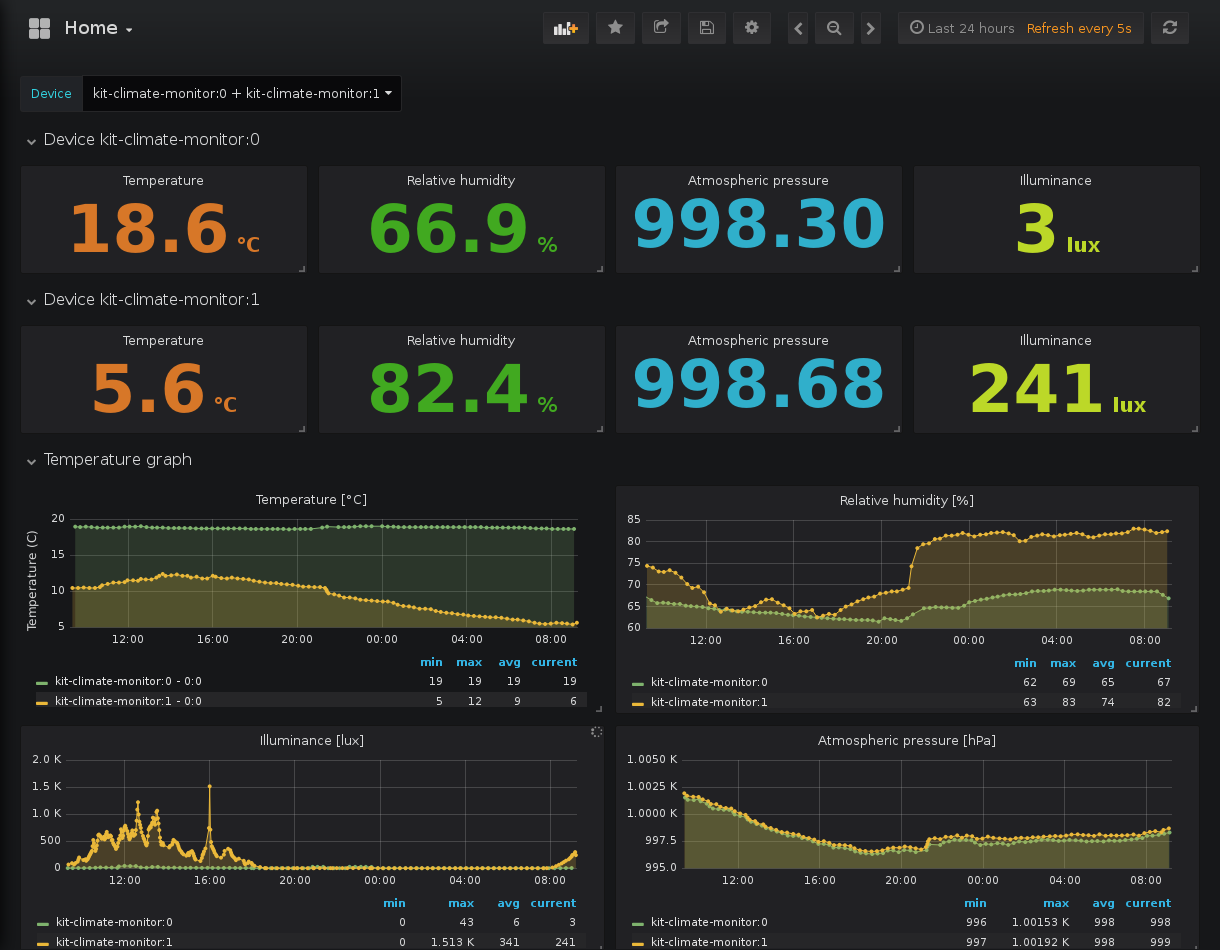 Home
Last 24 hours Refresh every 5s
Device kit-climate-monitor:0 + kit-climate-monitor:1
Device kit-climate-monitor:0
Temperature Relative humidity Atmospheric pressure Illuminance
18.6 °C 66.9 % 998.30 3 lux
Device kit-climate-monitor:1
Temperature Relative humidity Atmospheric pressure Illuminance
5.6 °C 82.4 % 998.68 241 lux
Temperature graph
Temperature [°C]
Temperature (C)
20
15
10
5
12:00 16:00 20:00 00:00 04:00 08:00
min max avg current
kit-climate-monitor:0 - 0:0 19 19 19 19
kit-climate-monitor:1 - 0:0 5 12 9 6
Relative humidity [%]
85
80
75
70
65
60
12:00 16:00 20:00 00:00 04:00 08:00
min max avg current
kit-climate-monitor:0 62 69 65 67
kit-climate-monitor:1 63 83 74 82
Illuminance [lux]
2.0 K
1.5 K
1.0 K
500
0
12:00 16:00 20:00 00:00 04:00 08:00
min max avg current
kit-climate-monitor:0 0 43 6 3
kit-climate-monitor:1 0 1.513 K 341 241
Atmospheric pressure [hPa]
1.0050 K
1.0025 K
1.0000 K
997.5
995.0
12:00 16:00 20:00 00:00 04:00 08:00
min max avg current
kit-climate-monitor:0 996 1.00153 K 998 998
kit-climate-monitor:1 997 1.00192 K 998 999